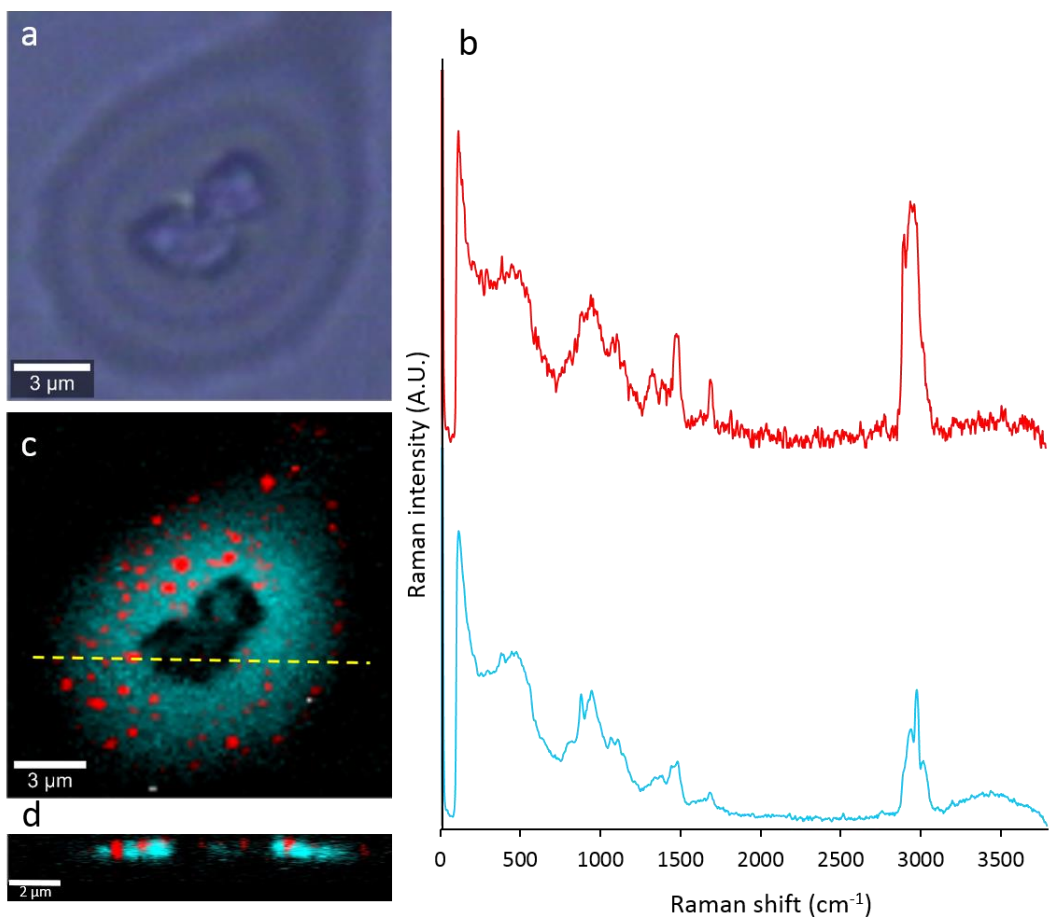 a
3 µm
b
Raman intensity (A.U.)
0 500 1000 1500 2000 2500 3000 3500
Raman shift (cm⁻¹)
c
3 µm
d
2 µm